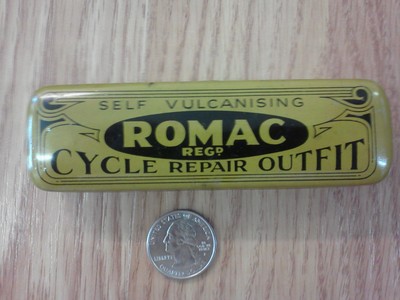 SELF VULCANISING
ROMAC
REGD
CYCLE REPAIR OUTFIT